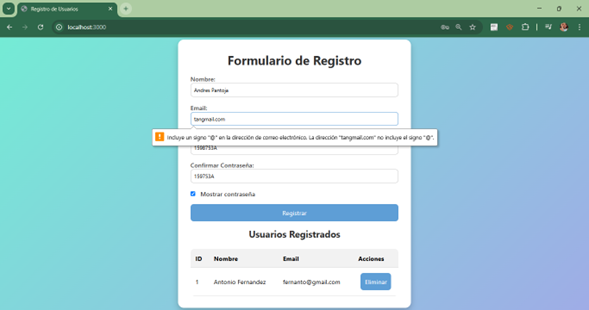 Registro de Usuarios
localhost:3000
Formulario de Registro
Nombre:
Andres Pantoja
Email:
tangmail.com
Incluye un signo "@" en la dirección de correo electrónico. La dirección "tangmail.com" no incluye el signo "@".
159753A
Confirmar Contraseña:
159753A
Mostrar contraseña
Registrar
Usuarios Registrados
ID Nombre Email Acciones
1 Antonio Fernandez fernanto@gmail.com Eliminar